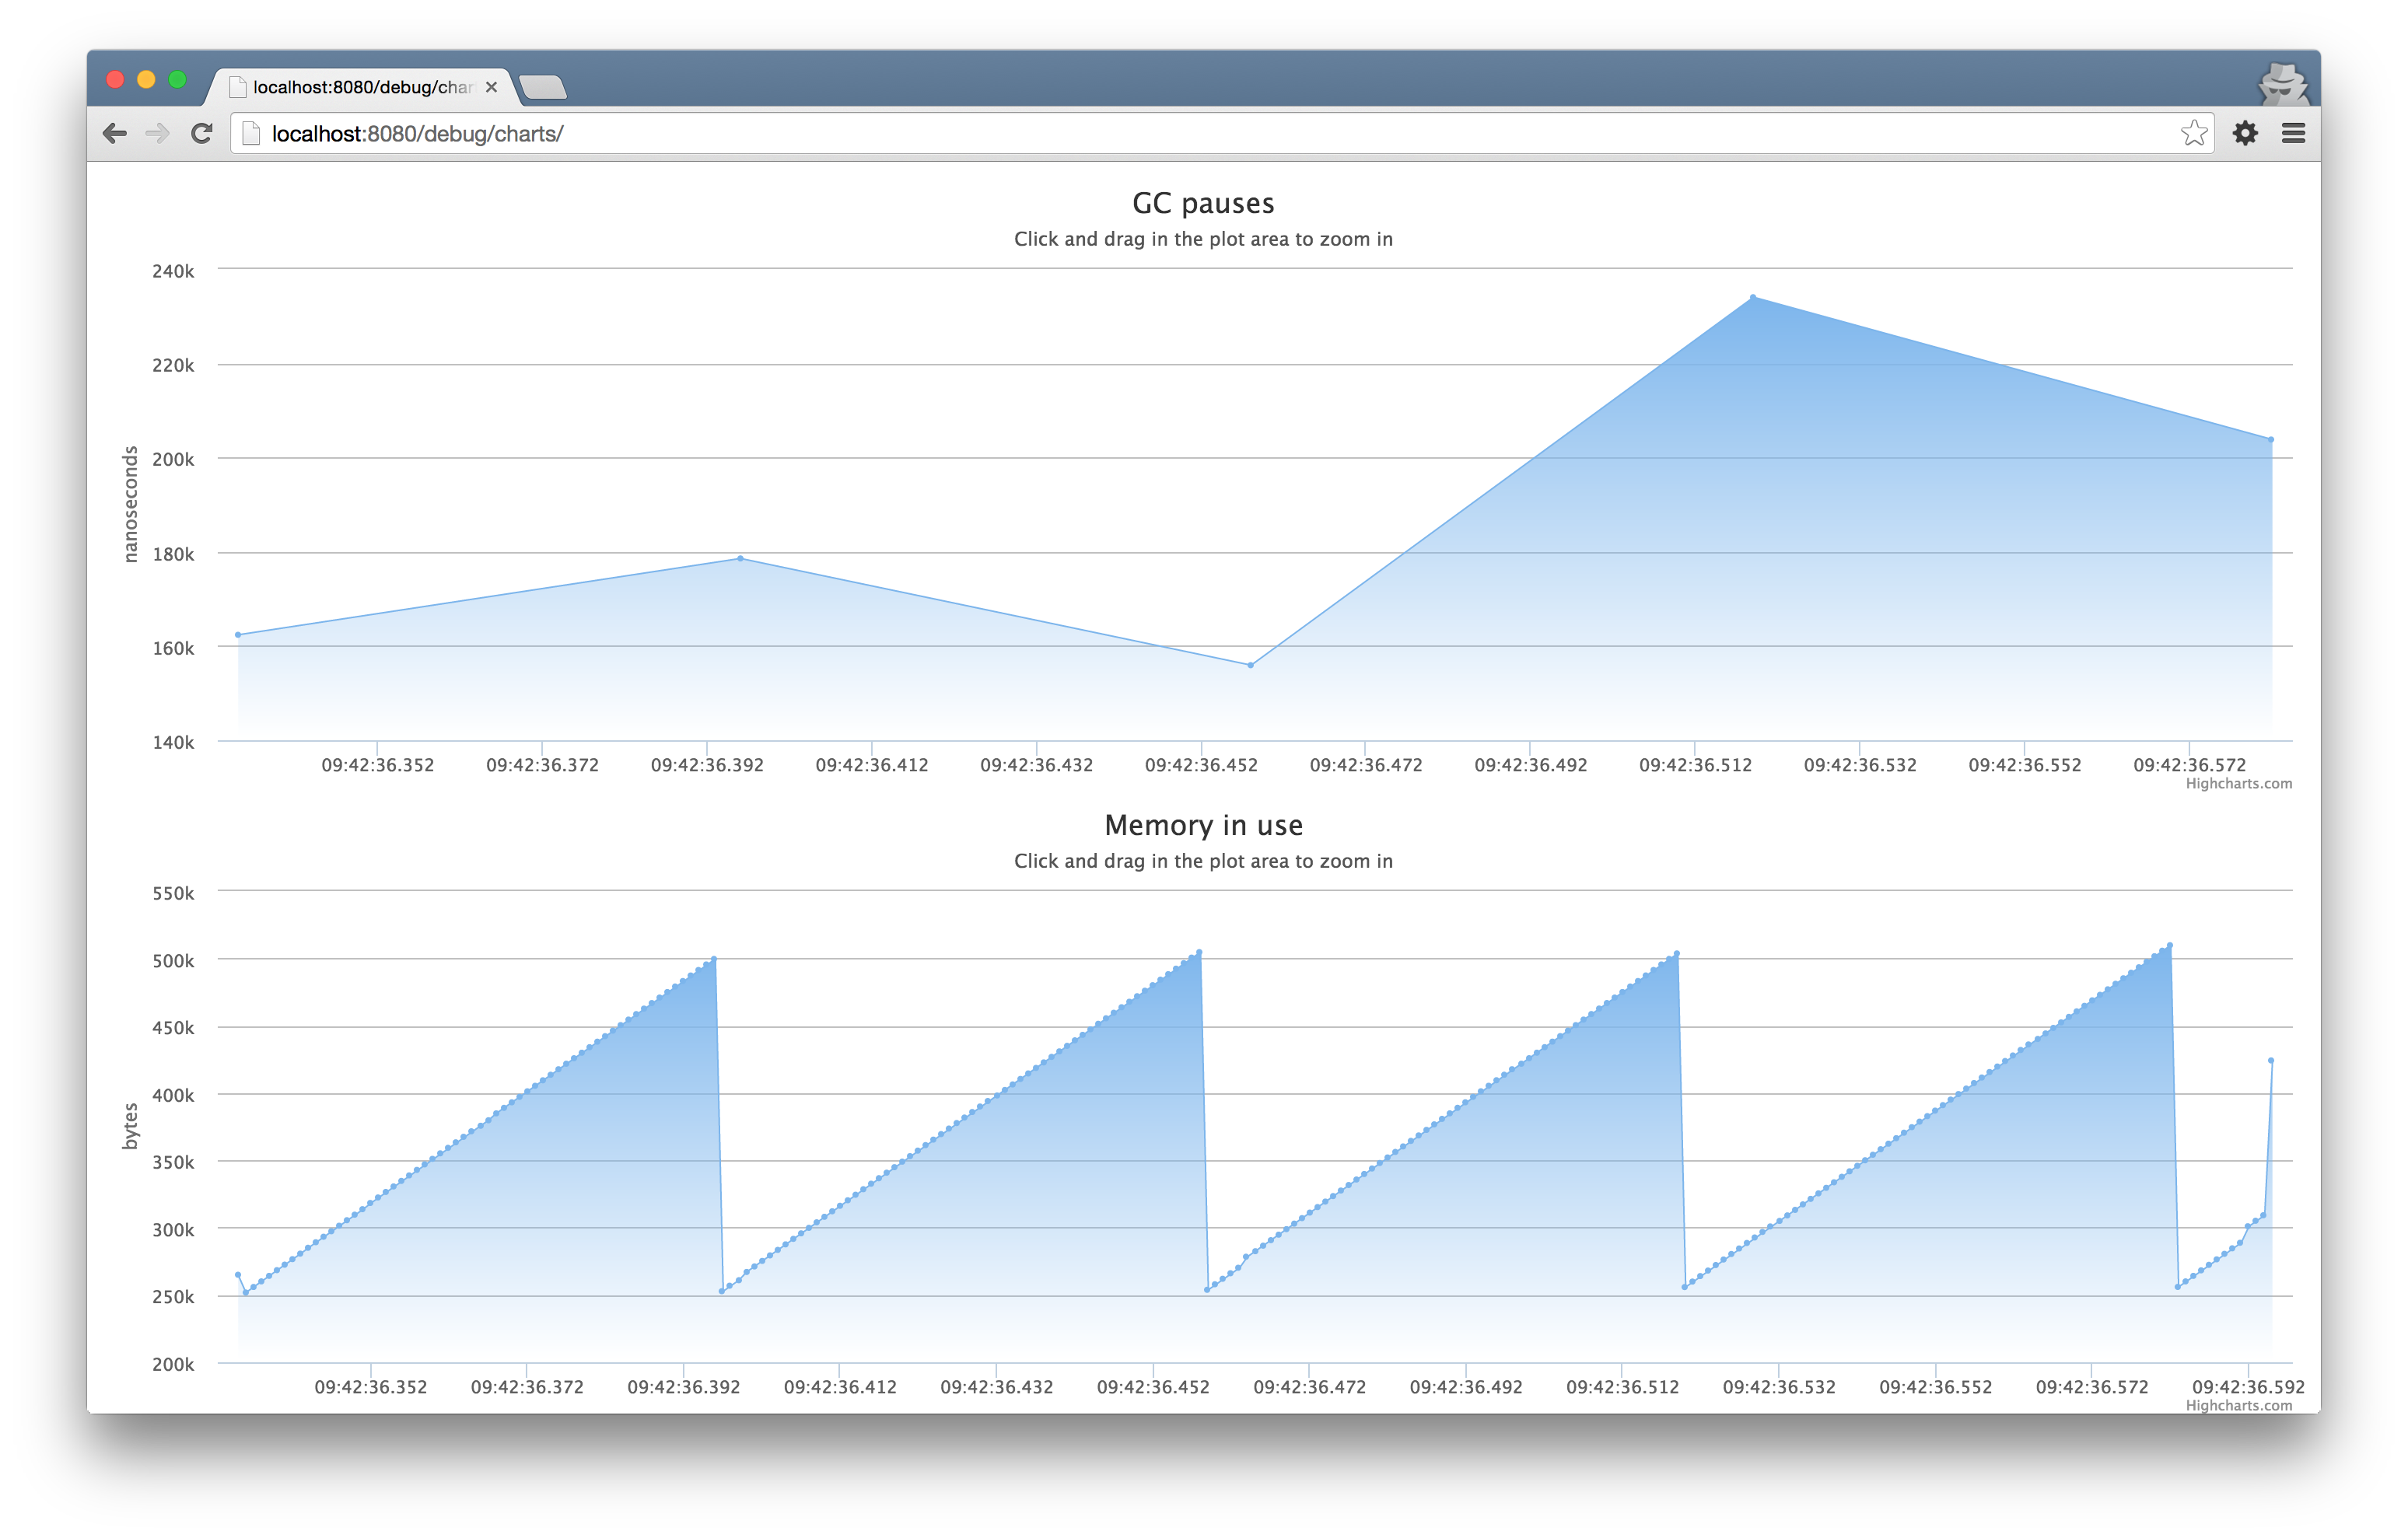 localhost:8080/debug/char
localhost:8080/debug/charts/
GC pauses
Click and drag in the plot area to zoom in
nanoseconds
240k
220k
200k
180k
160k
140k
09:42:36.352 09:42:36.372 09:42:36.392 09:42:36.412 09:42:36.432 09:42:36.452 09:42:36.472 09:42:36.492 09:42:36.512 09:42:36.532 09:42:36.552 09:42:36.572
Highcharts.com
Memory in use
Click and drag in the plot area to zoom in
bytes
550k
500k
450k
400k
350k
300k
250k
200k
09:42:36.352 09:42:36.372 09:42:36.392 09:42:36.412 09:42:36.432 09:42:36.452 09:42:36.472 09:42:36.492 09:42:36.512 09:42:36.532 09:42:36.552 09:42:36.572 09:42:36.592
Highcharts.com